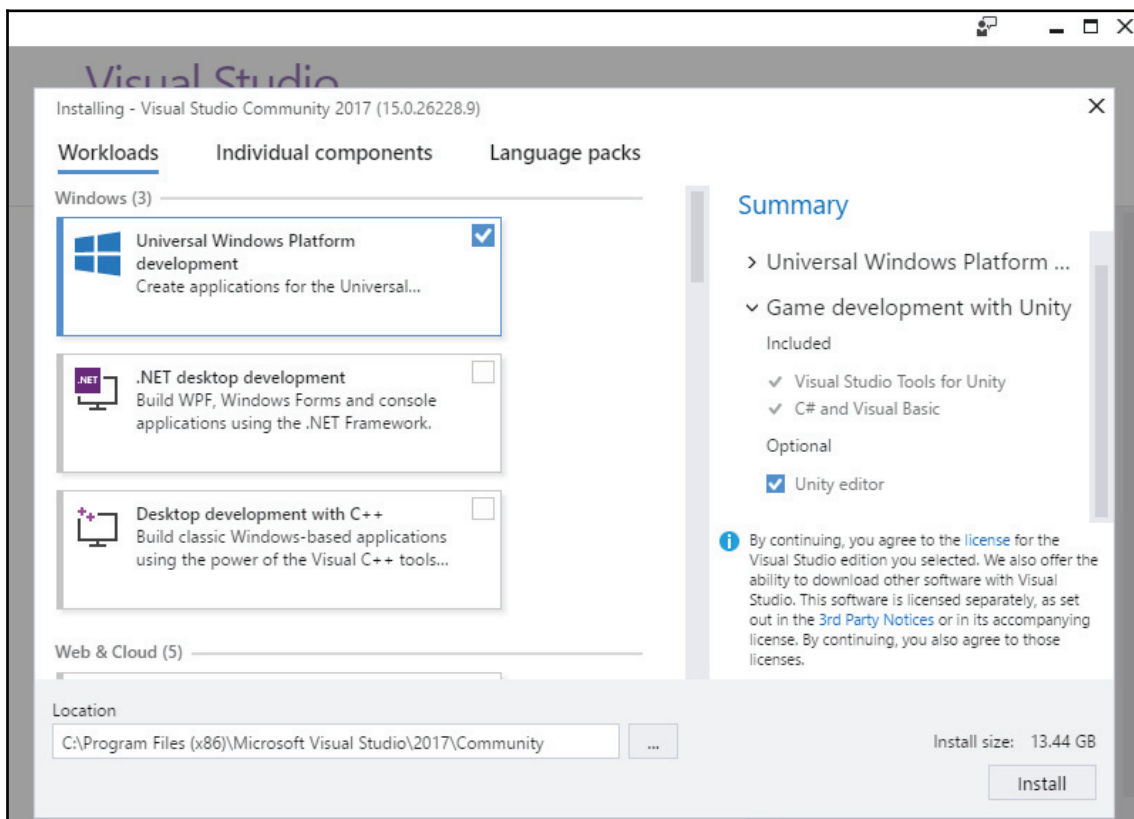 Visual Studio
Installing - Visual Studio Community 2017 (15.0.26228.9)
Workloads
Individual components
Language packs
Windows (3)
Universal Windows Platform
development
Create applications for the Universal...
.NET
.NET desktop development
Build WPF, Windows Forms and console
applications using the .NET Framework.
Desktop development with C++
Build classic Windows-based applications
using the power of the Visual C++ tools...
Web & Cloud (5)
Summary
Universal Windows Platform ...
Game development with Unity
Included
Visual Studio Tools for Unity
C# and Visual Basic
Optional
Unity editor
By continuing, you agree to the license for the
Visual Studio edition you selected. We also offer the
ability to download other software with Visual
Studio. This software is licensed separately, as set
out in the 3rd Party Notices or in its accompanying
license. By continuing, you also agree to those
licenses.
Location
C:\Program Files (x86)\Microsoft Visual Studio\2017\Community
...
Install size: 13.44 GB
Install